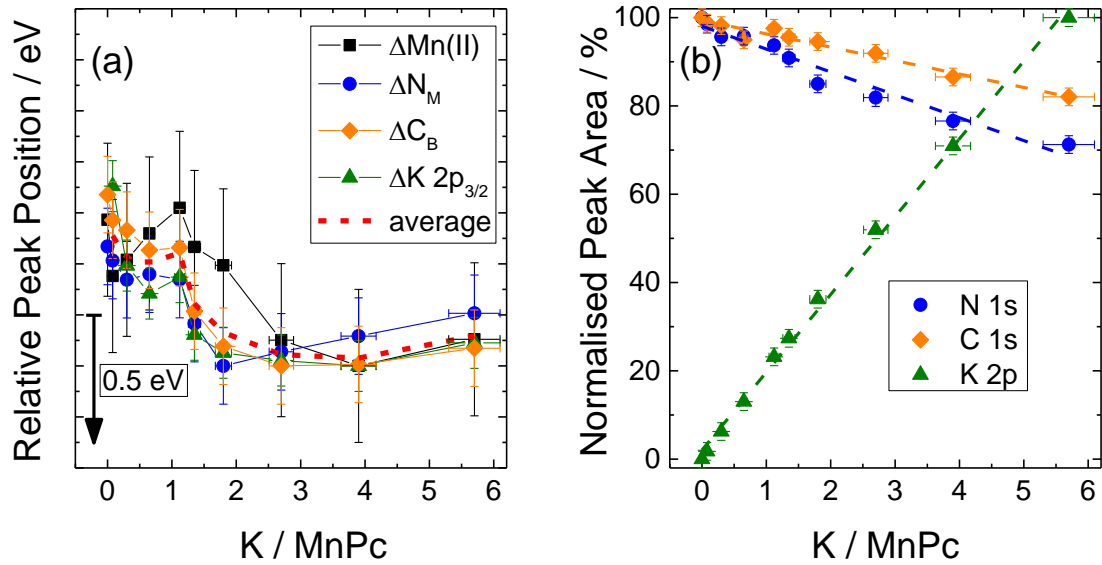 (a)
ΔMn(II)
ΔN_M
ΔC_B
ΔK 2p_3/2
average
0.5 eV
Relative Peak Position / eV
0 1 2 3 4 5 6
K / MnPc
(b)
100
80
60
40
20
0
Normalised Peak Area / %
N 1s
C 1s
K 2p
0 1 2 3 4 5 6
K / MnPc